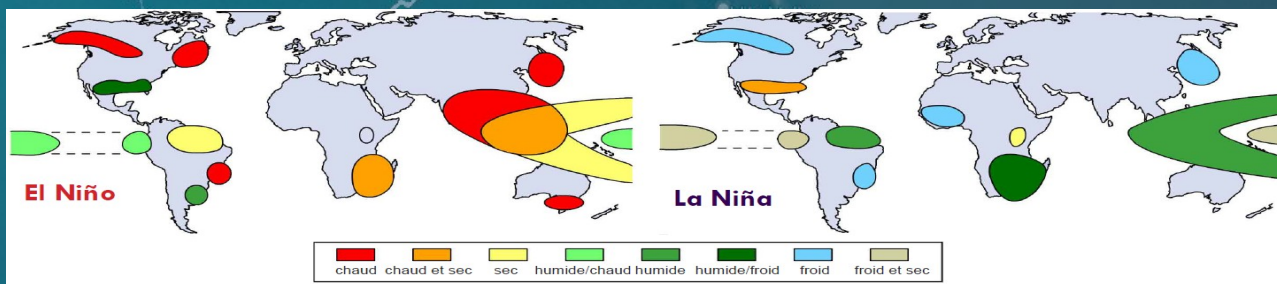 El Niño
La Niña
chaud chaud et sec sec humide/chaud humide humide/froid froid froid et sec